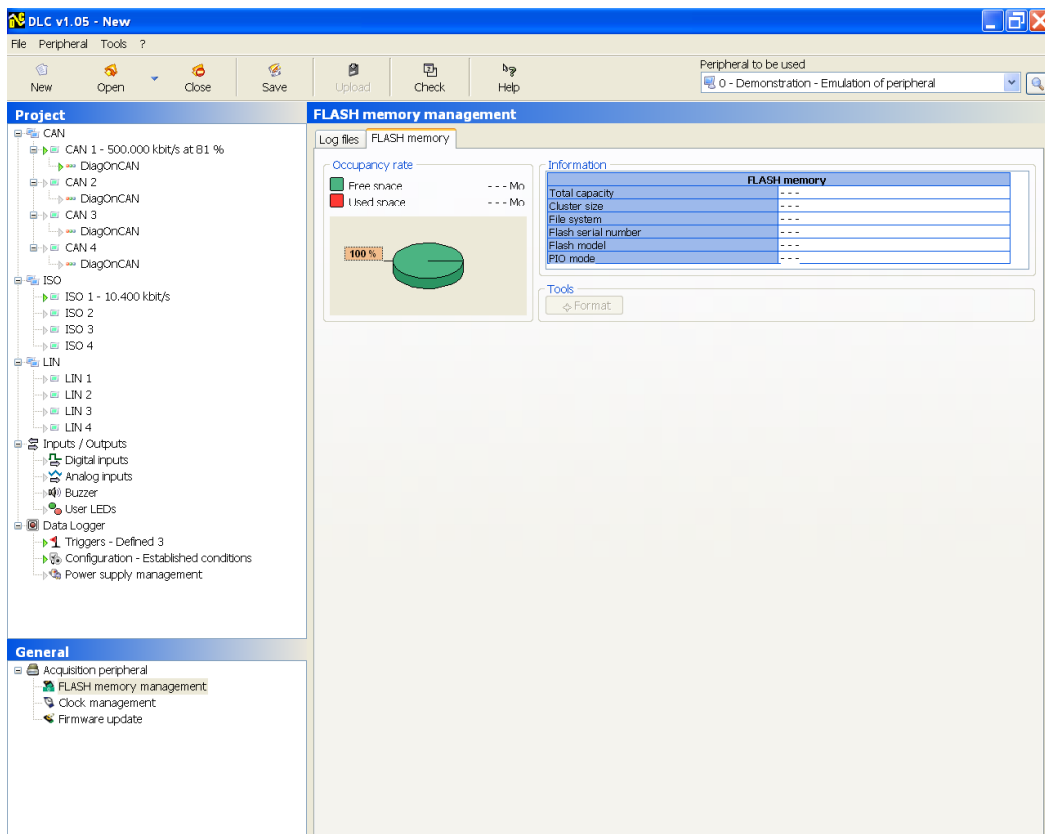 DLC v1.05 - New
File Peripheral Tools ?
New Open Close Save Upload Check Help
Peripheral to be used
0 - Demonstration - Emulation of peripheral
Project
CAN
CAN 1 - 500.000 kbit/s at 81 %
DiagOnCAN
CAN 2
DiagOnCAN
CAN 3
DiagOnCAN
CAN 4
DiagOnCAN
ISO
ISO 1 - 10.400 kbit/s
ISO 2
ISO 3
ISO 4
LIN
LIN 1
LIN 2
LIN 3
LIN 4
Inputs / Outputs
Digital inputs
Analog inputs
Buzzer
User LEDs
Data Logger
Triggers - Defined 3
Configuration - Established conditions
Power supply management
General
Acquisition peripheral
FLASH memory management
Clock management
Firmware update
FLASH memory management
Log files FLASH memory
Occupancy rate
Free space - - - Mo
Used space - - - Mo
100 %
Information
FLASH memory
Total capacity - - -
Cluster size - - -
File system - - -
Flash serial number - - -
Flash model - - -
PIO mode - - -
Tools
Format